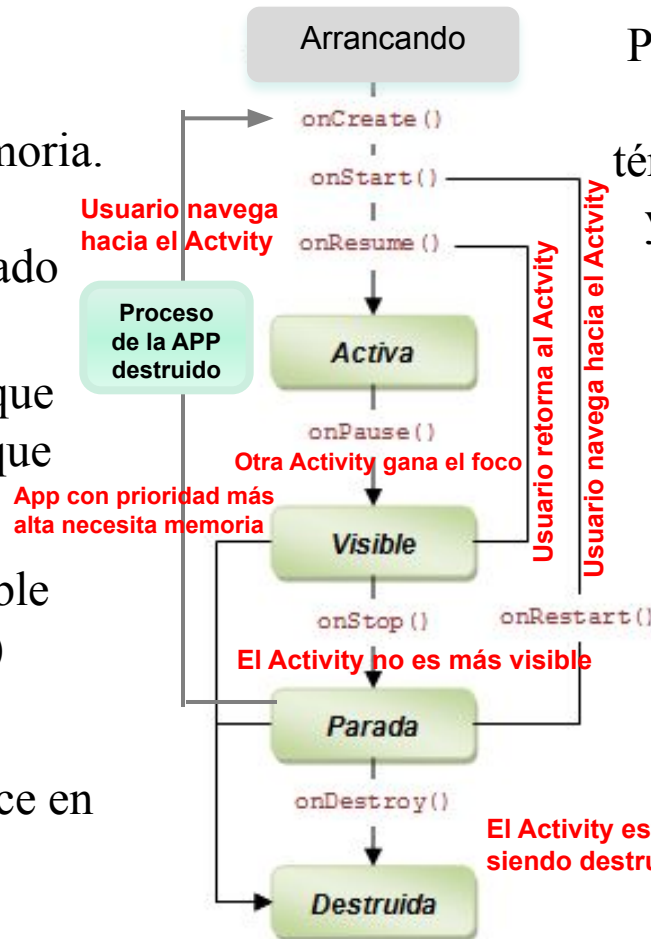 Arrancando
P
onCreate()
moria.
onStart()
tér
Usuario navega
hacia el Actvity
onResume()
y
ado
Proceso
de la APP
destruido
Activa
Usuario retorna al Actvity
Usuario navega hacia el Actvity
que
onPause()
que
Otra Activity gana el foco
App con prioridad más
alta necesita memoria
Visible
ble
onStop()
onRestart()
)
El Activity no es más visible
Parada
ce en
onDestroy()
El Activity es
siendo destru
Destruida